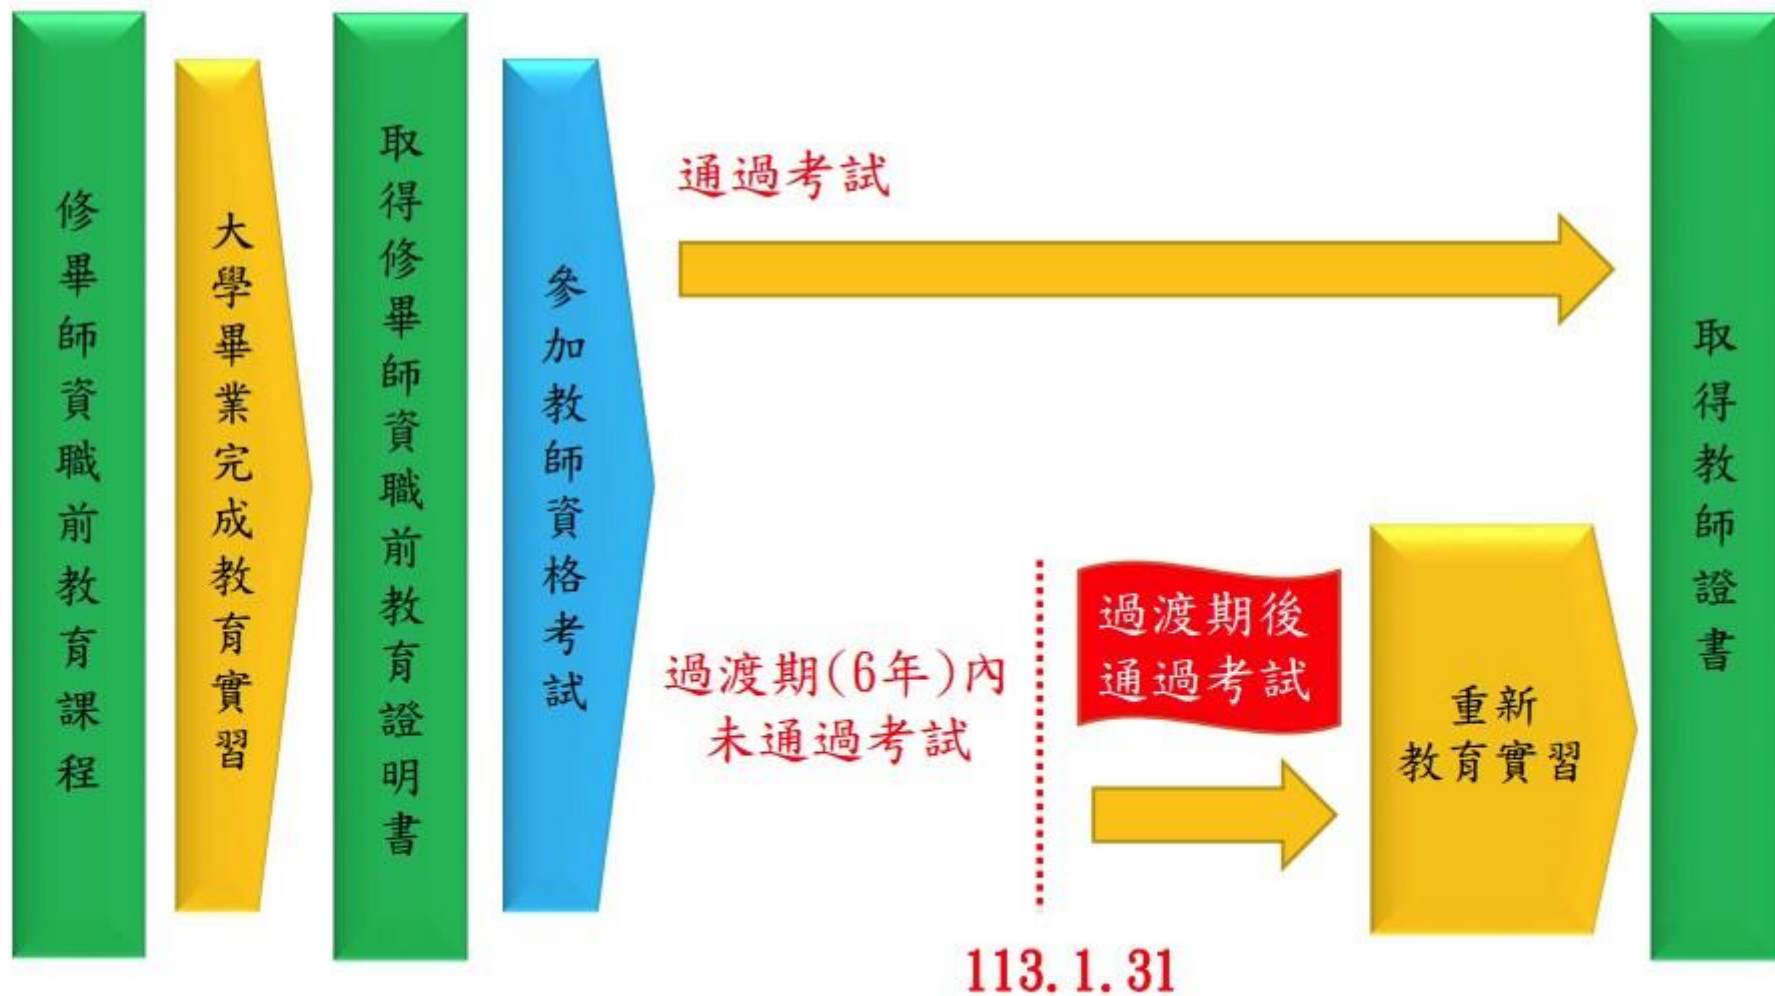 修畢師資職前教育課程
大學畢業完成教育實習
取得修畢師資職前教育證明書
參加教師資格考試
通過考試
過渡期(6年)內
未通過考試
113.1.31
過渡期後
通過考試
重新
教育實習
取得教師證書